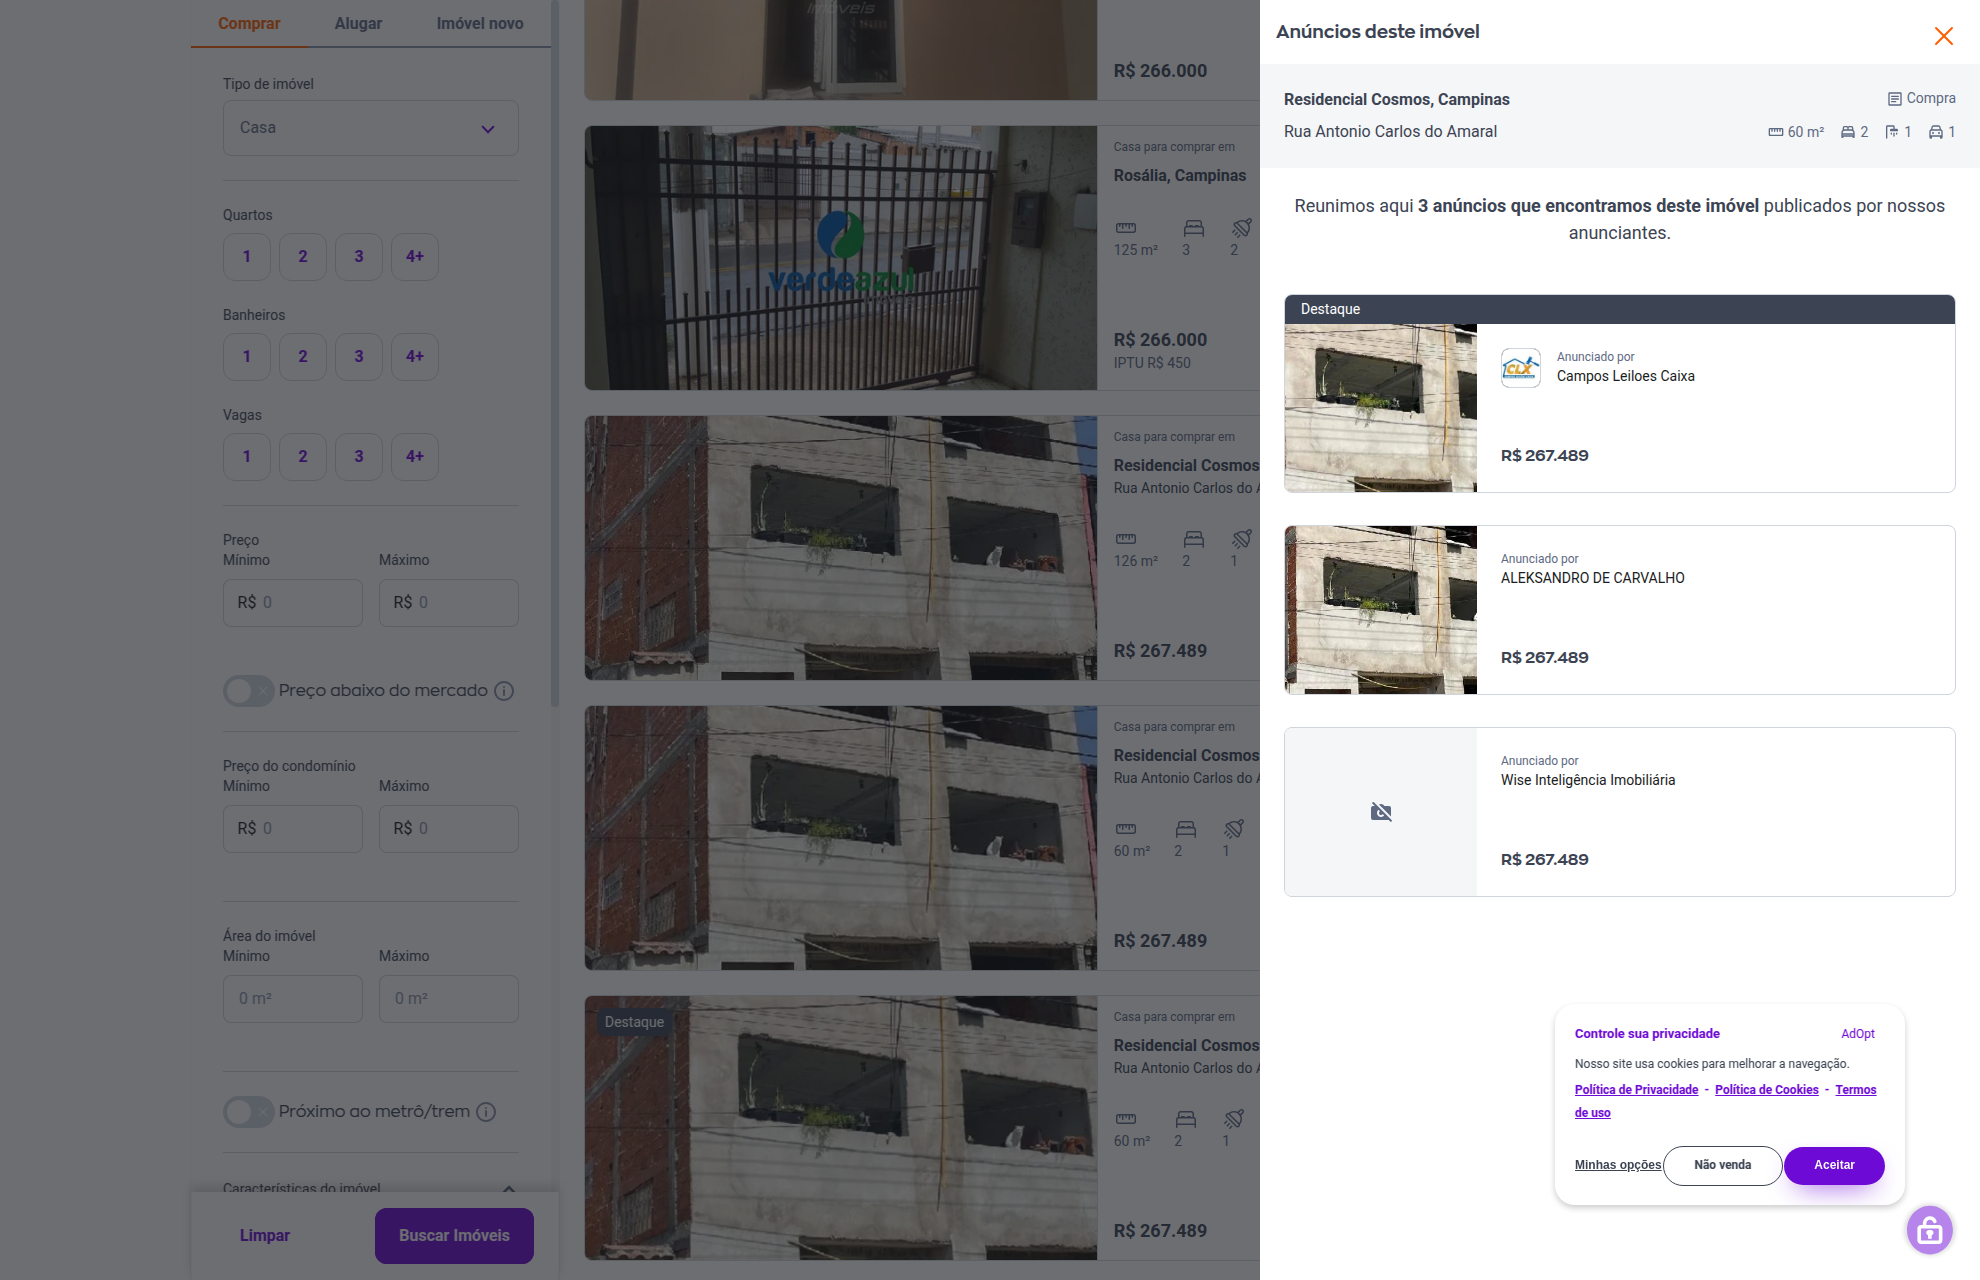 Comprar
Alugar
Imóvel novo
Tipo de imóvel
Casa
Quartos
1
2
3
4+
Banheiros
1
2
3
4+
Vagas
1
2
3
4+
Preço
Mínimo
Máximo
R$ 0
R$ 0
Preço abaixo do mercado
Preço do condomínio
Mínimo
Máximo
R$ 0
R$ 0
Área do imóvel
Mínimo
Máximo
0 m²
0 m²
Próximo ao metrô/trem
Características do imóvel
Limpar
Buscar Imóveis
Imóveis
R$ 266.000
verdeazul
Casa para comprar em
Rosália, Campinas
125 m²
3
2
R$ 266.000
IPTU R$ 450
Casa para comprar em
Residencial Cosmos
Rua Antonio Carlos do
126 m²
2
1
R$ 267.489
Casa para comprar em
Residencial Cosmos
Rua Antonio Carlos do
60 m²
2
1
R$ 267.489
Destaque
Casa para comprar em
Residencial Cosmos
Rua Antonio Carlos do
60 m²
2
1
R$ 267.489
Anúncios deste imóvel
Residencial Cosmos, Campinas
Compra
Rua Antonio Carlos do Amaral
60 m²
2
1
1
Reunimos aqui 3 anúncios que encontramos deste imóvel publicados por nossos
anunciantes.
Destaque
CLX
Anunciado por
Campos Leiloes Caixa
R$ 267.489
Anunciado por
ALEKSANDRO DE CARVALHO
R$ 267.489
Anunciado por
Wise Inteligência Imobiliária
R$ 267.489
Controle sua privacidade
AdOpt
Nosso site usa cookies para melhorar a navegação.
Política de Privacidade - Política de Cookies - Termos
de uso
Minhas opções
Não venda
Aceitar